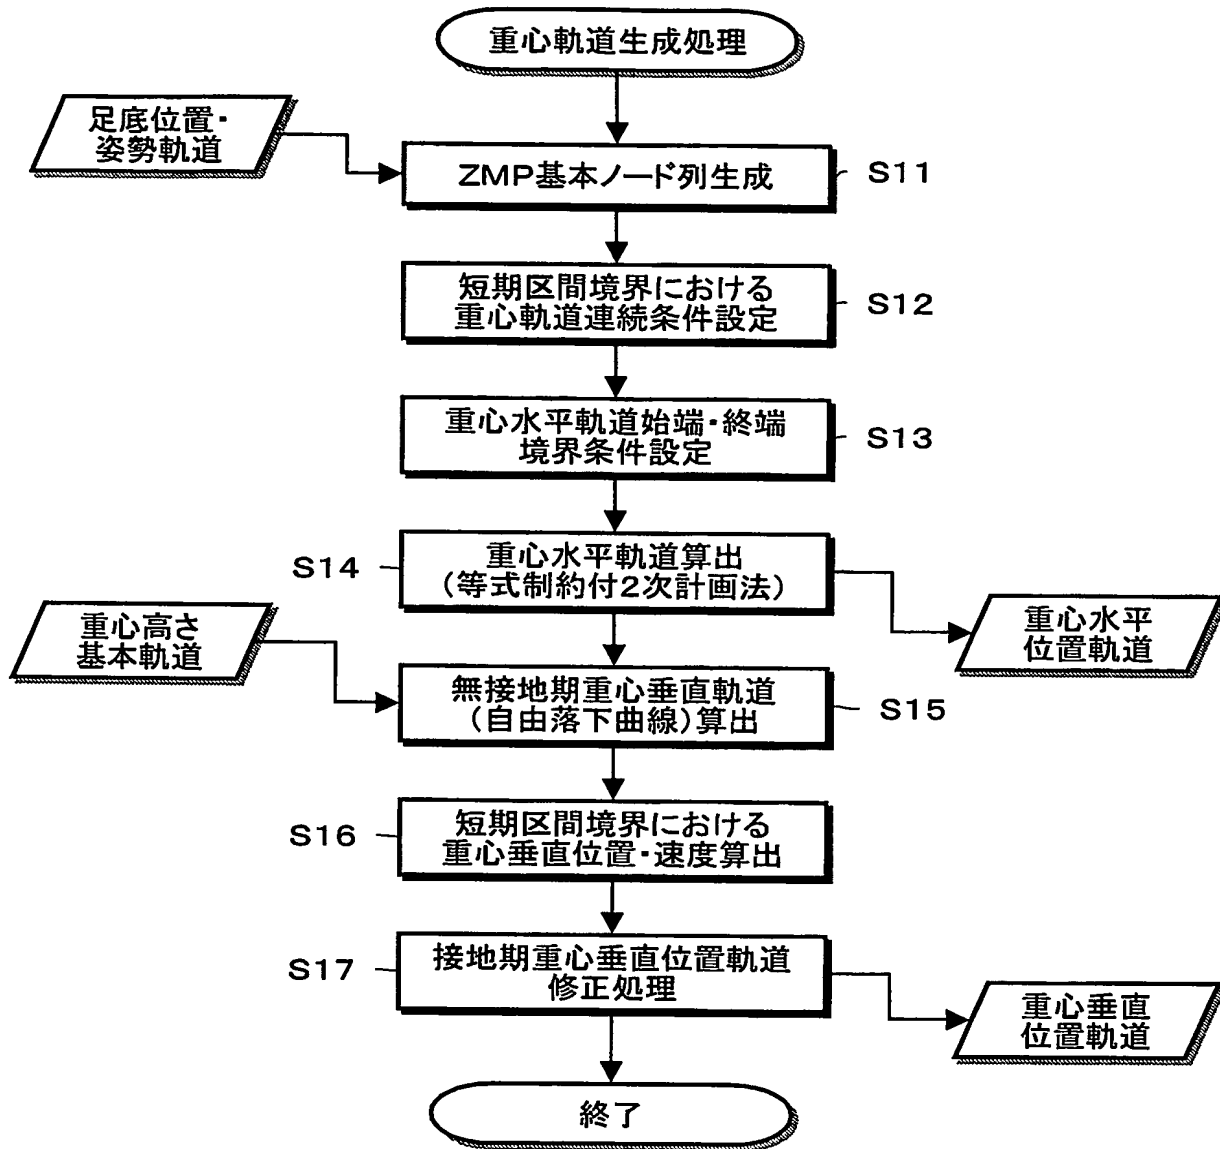 重心軌道生成処理
足底位置・
姿勢軌道
ZMP基本ノード列生成
S11
短期区間境界における
重心軌道連続条件設定
S12
重心水平軌道始端・終端
境界条件設定
S13
S14
重心水平軌道算出
(等式制約付2次計画法)
重心水平
位置軌道
重心高さ
基本軌道
無接地期重心垂直軌道
(自由落下曲線)算出
S15
S16
短期区間境界における
重心垂直位置・速度算出
S17
接地期重心垂直位置軌道
修正処理
重心垂直
位置軌道
終了